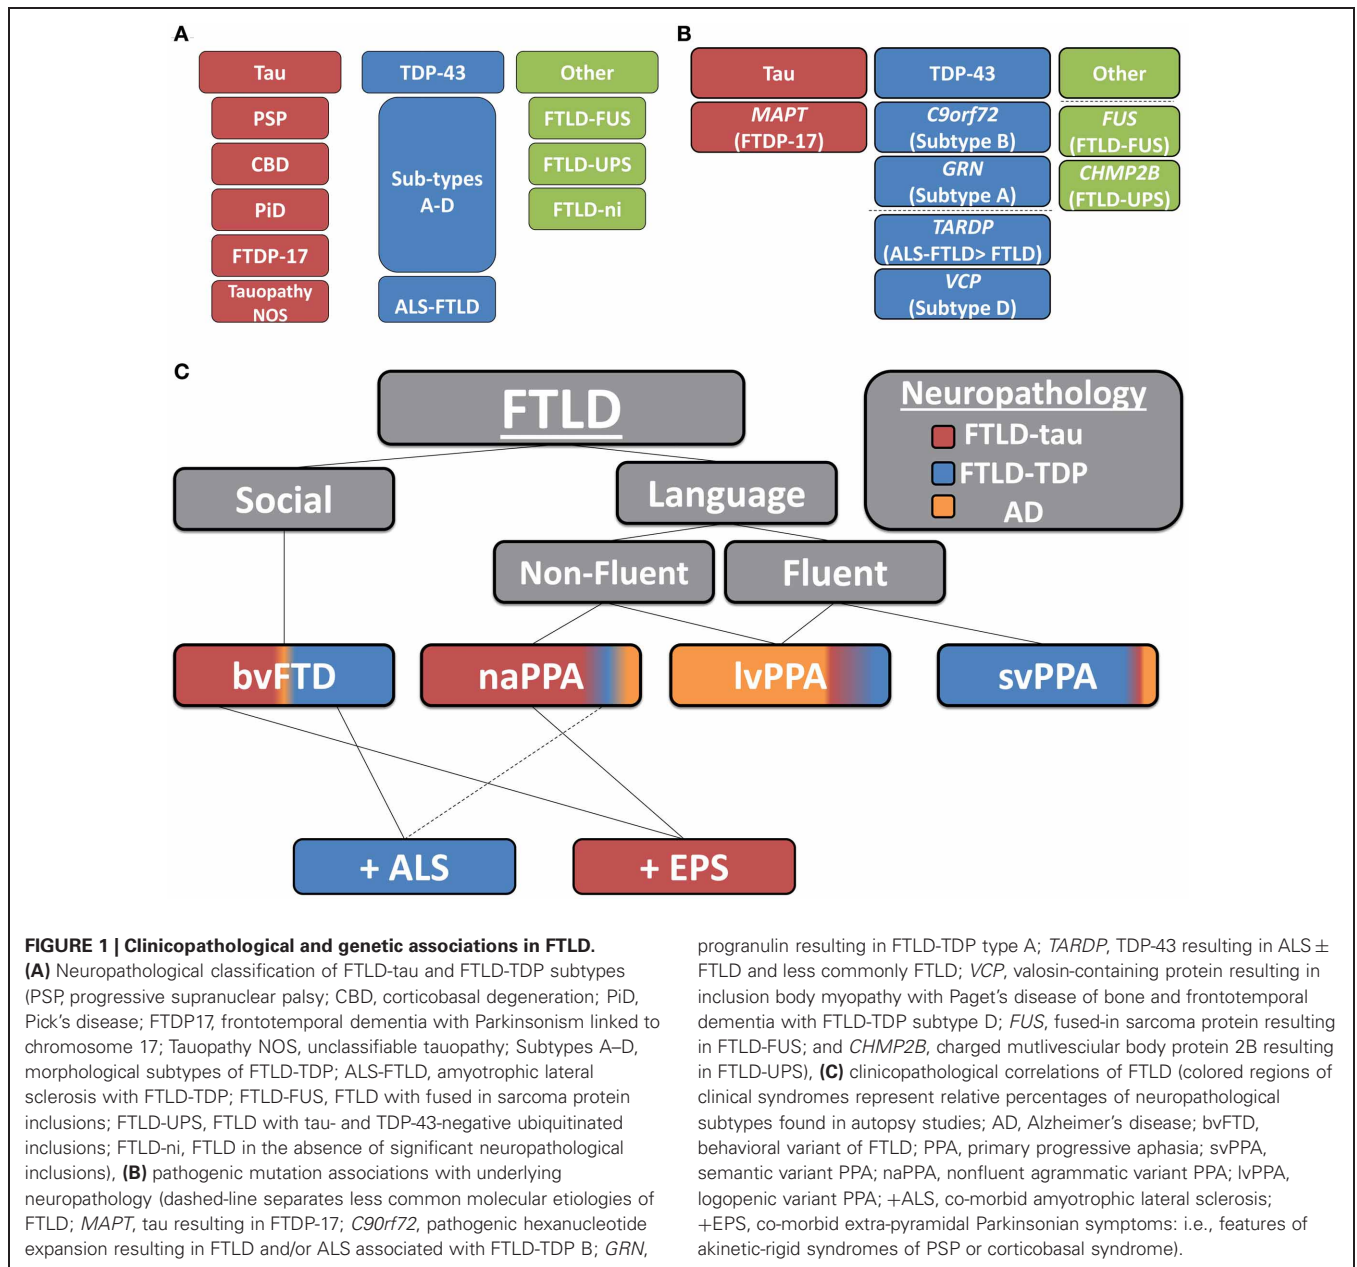 A
Tau
TDP-43
Other
PSP
CBD
PiD
FTDP-17
Tauopathy
NOS
Sub-types
A-D
ALS-FTLD
FTLD-FUS
FTLD-UPS
FTLD-ni
B
Tau
TDP-43
Other
MAPT
(FTDP-17)
C9orf72
(Subtype B)
GRN
(Subtype A)
TARDP
(ALS-FTLD> FTLD)
VCP
(Subtype D)
FUS
(FTLD-FUS)
CHMP2B
(FTLD-UPS)
C
FTLD
Neuropathology
FTLD-tau
FTLD-TDP
AD
Social
Language
Non-Fluent
Fluent
bvFTD
naPPA
lvPPA
svPPA
+ ALS
+ EPS
FIGURE 1 | Clinicopathological and genetic associations in FTLD.
(A) Neuropathological classification of FTLD-tau and FTLD-TDP subtypes
(PSP, progressive supranuclear palsy; CBD, corticobasal degeneration; PiD,
Pick's disease; FTDP17, frontotemporal dementia with Parkinsonism linked to
chromosome 17; Tauopathy NOS, unclassifiable tauopathy; Subtypes A–D,
morphological subtypes of FTLD-TDP; ALS-FTLD, amyotrophic lateral
sclerosis with FTLD-TDP; FTLD-FUS, FTLD with fused in sarcoma protein
inclusions; FTLD-UPS, FTLD with tau- and TDP-43-negative ubiquitinated
inclusions; FTLD-ni, FTLD in the absence of significant neuropathological
inclusions), (B) pathogenic mutation associations with underlying
neuropathology (dashed-line separates less common molecular etiologies of
FTLD; MAPT, tau resulting in FTDP-17; C90rf72, pathogenic hexanucleotide
expansion resulting in FTLD and/or ALS associated with FTLD-TDP B; GRN,
progranulin resulting in FTLD-TDP type A; TARDP, TDP-43 resulting in ALS ±
FTLD and less commonly FTLD; VCP, valosin-containing protein resulting in
inclusion body myopathy with Paget's disease of bone and frontotemporal
dementia with FTLD-TDP subtype D; FUS, fused-in sarcoma protein resulting
in FTLD-FUS; and CHMP2B, charged mutlivesciular body protein 2B resulting
in FTLD-UPS), (C) clinicopathological correlations of FTLD (colored regions of
clinical syndromes represent relative percentages of neuropathological
subtypes found in autopsy studies; AD, Alzheimer's disease; bvFTD,
behavioral variant of FTLD; PPA, primary progressive aphasia; svPPA,
semantic variant PPA; naPPA, nonfluent agrammatic variant PPA; lvPPA,
logopenic variant PPA; +ALS, co-morbid amyotrophic lateral sclerosis;
+EPS, co-morbid extra-pyramidal Parkinsonian symptoms: i.e., features of
akinetic-rigid syndromes of PSP or corticobasal syndrome).